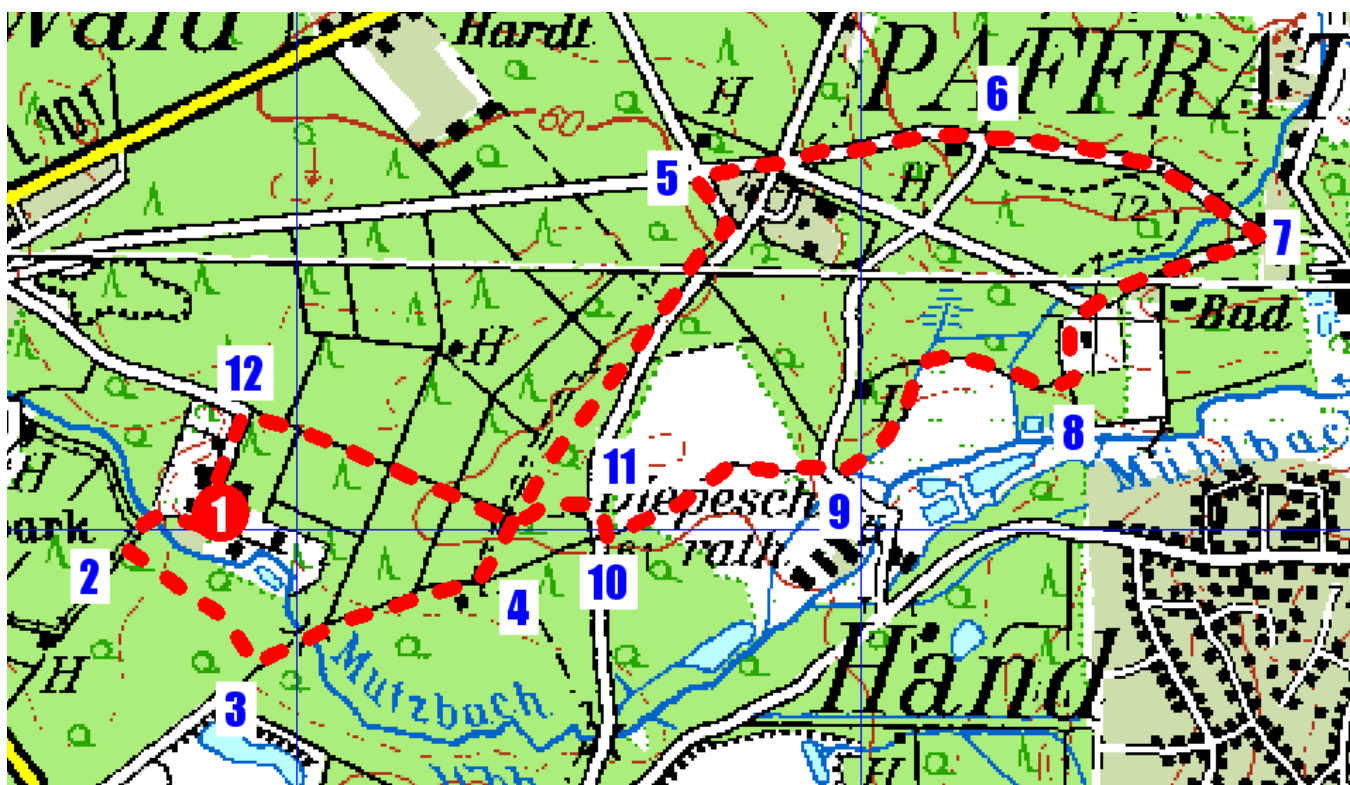 Wald
Hardt
PAFFRAT
L 101
H
60
6
5
H
72
7
Bad
H
12
8
Mühlbach
H
11
Diepesch
rath
1
9
park
2
10
4
H
3
Mutzbach
Hand
H